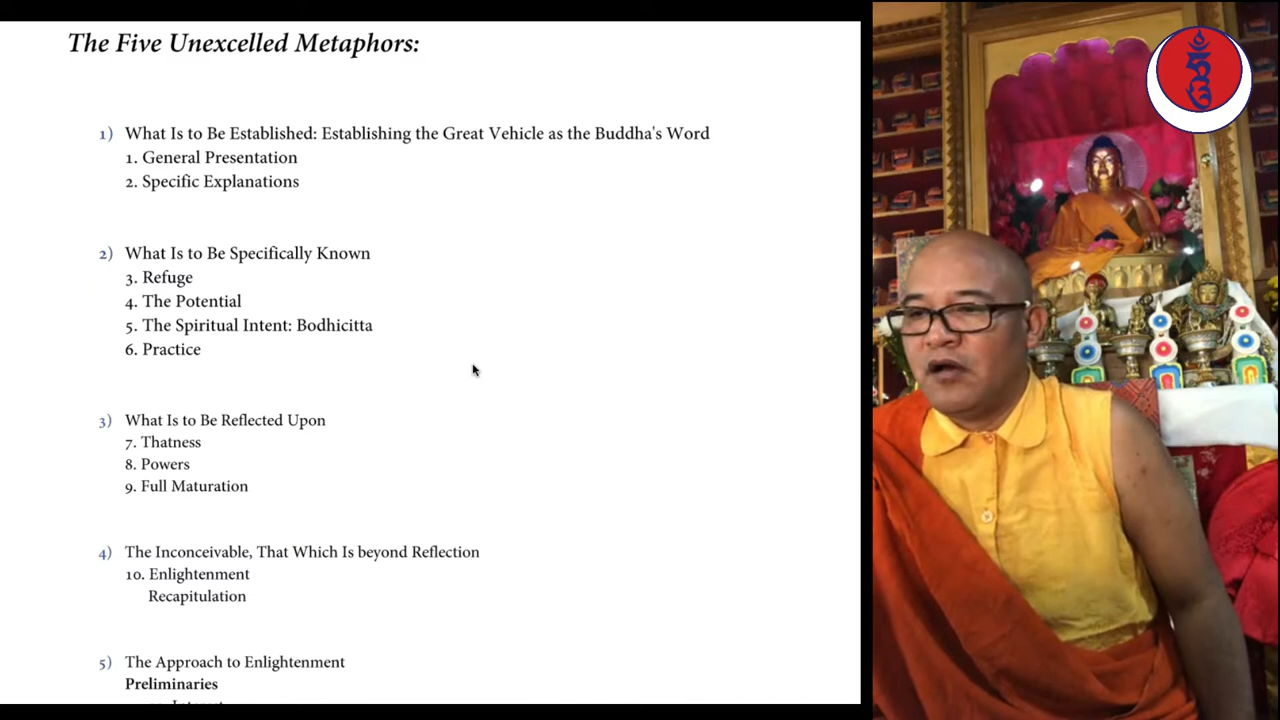 The Five Unexcelled Metaphors:
1) What Is to Be Established: Establishing the Great Vehicle as the Buddha's Word
1. General Presentation
2. Specific Explanations
2) What Is to Be Specifically Known
3. Refuge
4. The Potential
5. The Spiritual Intent: Bodhicitta
6. Practice
3) What Is to Be Reflected Upon
7. Thatness
8. Powers
9. Full Maturation
4) The Inconceivable, That Which Is beyond Reflection
10. Enlightenment
Recapitulation
5) The Approach to Enlightenment
Preliminaries